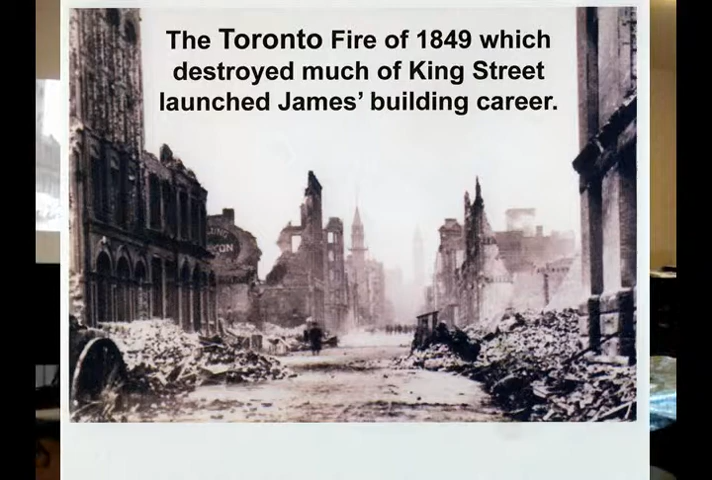 The Toronto Fire of 1849 which
destroyed much of King Street
launched James' building career.